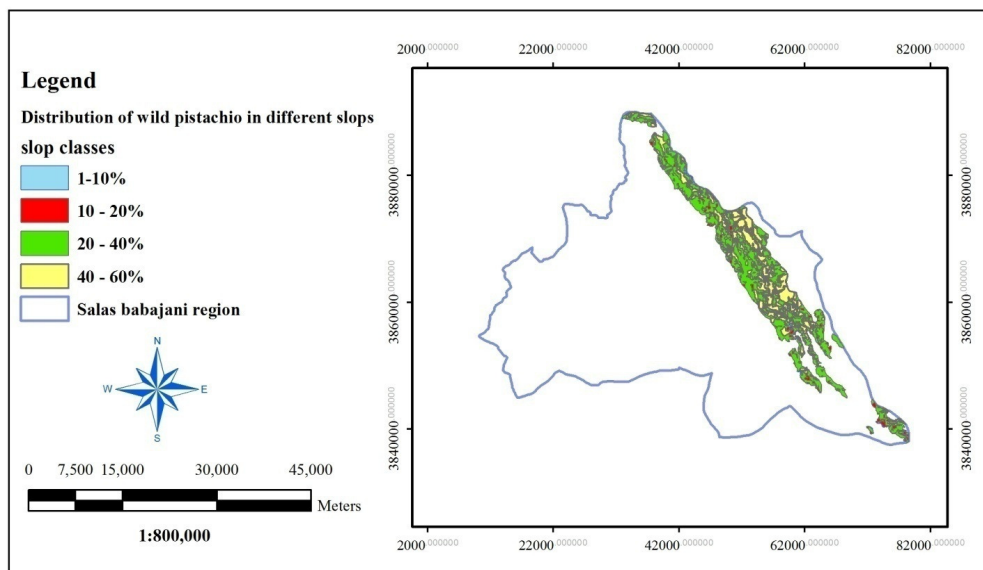 Legend
Distribution of wild pistachio in different slops
slop classes
1-10%
10 - 20%
20 - 40%
40 - 60%
Salas babajani region
N
W
E
S
0 7,500 15,000 30,000 45,000
Meters
1:800,000
2000.000000 22000.000000 42000.000000 62000.000000 82000.000000
3880000.000000 3880000.000000
3860000.000000 3860000.000000
3840000.000000 3840000.000000
2000.000000 22000.000000 42000.000000 62000.000000 82000.000000